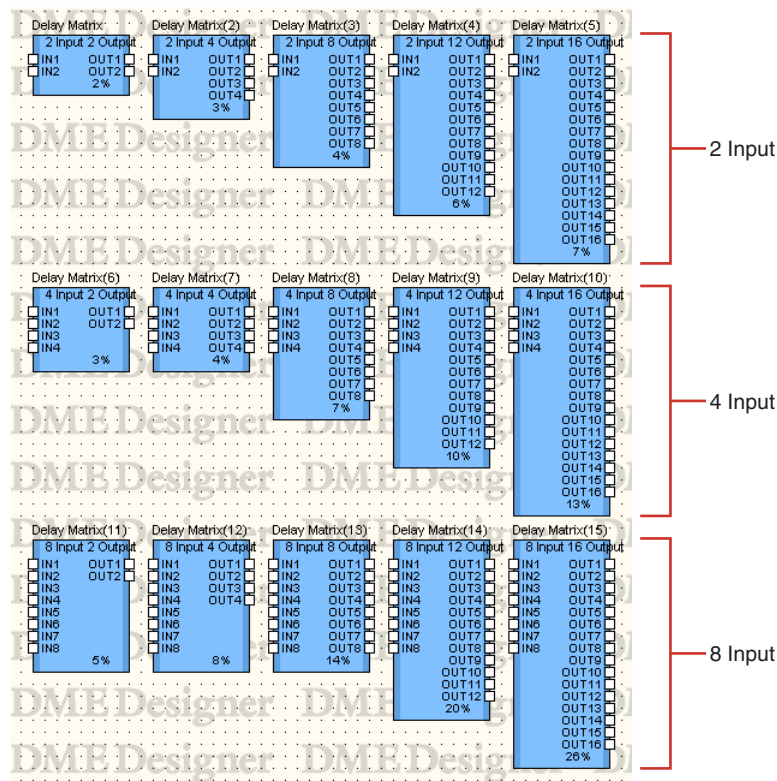 Delay Matrix
2 Input 2 Output
IN1 OUT1
IN2 OUT2
2%
Delay Matrix(2)
2 Input 4 Output
IN1 OUT1
IN2 OUT2
OUT3
OUT4
3%
Delay Matrix(3)
2 Input 8 Output
IN1 OUT1
IN2 OUT2
OUT3
OUT4
OUT5
OUT6
OUT7
OUT8
4%
Delay Matrix(4)
2 Input 12 Output
IN1 OUT1
IN2 OUT2
OUT3
OUT4
OUT5
OUT6
OUT7
OUT8
OUT9
OUT10
OUT11
OUT12
6%
Delay Matrix(5)
2 Input 16 Output
IN1 OUT1
IN2 OUT2
OUT3
OUT4
OUT5
OUT6
OUT7
OUT8
OUT9
OUT10
OUT11
OUT12
OUT13
OUT14
OUT15
OUT16
7%
2 Input
Delay Matrix(6)
4 Input 2 Output
IN1 OUT1
IN2 OUT2
IN3
IN4
3%
Delay Matrix(7)
4 Input 4 Output
IN1 OUT1
IN2 OUT2
IN3 OUT3
IN4 OUT4
4%
Delay Matrix(8)
4 Input 8 Output
IN1 OUT1
IN2 OUT2
IN3 OUT3
IN4 OUT4
OUT5
OUT6
OUT7
OUT8
7%
Delay Matrix(9)
4 Input 12 Output
IN1 OUT1
IN2 OUT2
IN3 OUT3
IN4 OUT4
OUT5
OUT6
OUT7
OUT8
OUT9
OUT10
OUT11
OUT12
10%
Delay Matrix(10)
4 Input 16 Output
IN1 OUT1
IN2 OUT2
IN3 OUT3
IN4 OUT4
OUT5
OUT6
OUT7
OUT8
OUT9
OUT10
OUT11
OUT12
OUT13
OUT14
OUT15
OUT16
13%
4 Input
Delay Matrix(11)
8 Input 2 Output
IN1 OUT1
IN2 OUT2
IN3
IN4
IN5
IN6
IN7
IN8
5%
Delay Matrix(12)
8 Input 4 Output
IN1 OUT1
IN2 OUT2
IN3 OUT3
IN4 OUT4
IN5
IN6
IN7
IN8
8%
Delay Matrix(13)
8 Input 8 Output
IN1 OUT1
IN2 OUT2
IN3 OUT3
IN4 OUT4
IN5 OUT5
IN6 OUT6
IN7 OUT7
IN8 OUT8
14%
Delay Matrix(14)
8 Input 12 Output
IN1 OUT1
IN2 OUT2
IN3 OUT3
IN4 OUT4
IN5 OUT5
IN6 OUT6
IN7 OUT7
IN8 OUT8
OUT9
OUT10
OUT11
OUT12
20%
Delay Matrix(15)
8 Input 16 Output
IN1 OUT1
IN2 OUT2
IN3 OUT3
IN4 OUT4
IN5 OUT5
IN6 OUT6
IN7 OUT7
IN8 OUT8
OUT9
OUT10
OUT11
OUT12
OUT13
OUT14
OUT15
OUT16
26%
8 Input
DME Designer